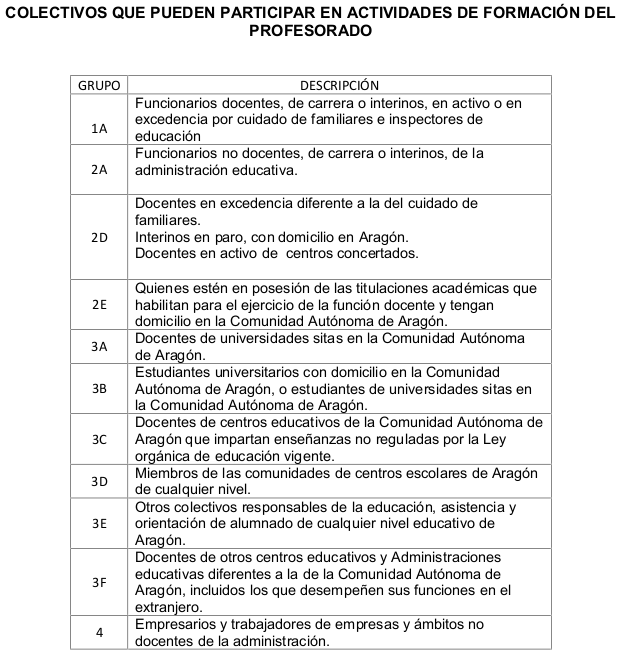 COLECTIVOS QUE PUEDEN PARTICIPAR EN ACTIVIDADES DE FORMACIÓN DEL
PROFESORADO
GRUPO DESCRIPCIÓN
1A
Funcionarios docentes, de carrera o interinos, en activo o en
excedencia por cuidado de familiares e inspectores de
educación
2A
Funcionarios no docentes, de carrera o interinos, de la
administración educativa.
2D
Docentes en excedencia diferente a la del cuidado de
familiares.
Interinos en paro, con domicilio en Aragón.
Docentes en activo de centros concertados.
2E
Quienes estén en posesión de las titulaciones académicas que
habilitan para el ejercicio de la función docente y tengan
domicilio en la Comunidad Autónoma de Aragón.
3A
Docentes de universidades sitas en la Comunidad Autónoma
de Aragón.
3B
Estudiantes universitarios con domicilio en la Comunidad
Autónoma de Aragón, o estudiantes de universidades sitas en
la Comunidad Autónoma de Aragón.
3C
Docentes de centros educativos de la Comunidad Autónoma de
Aragón que impartan enseñanzas no reguladas por la Ley
orgánica de educación vigente.
3D
Miembros de las comunidades de centros escolares de Aragón
de cualquier nivel.
3E
Otros colectivos responsables de la educación, asistencia y
orientación de alumnado de cualquier nivel educativo de
Aragón.
3F
Docentes de otros centros educativos y Administraciones
educativas diferentes a la de la Comunidad Autónoma de
Aragón, incluidos los que desempeñen sus funciones en el
extranjero.
4
Empresarios y trabajadores de empresas y ámbitos no
docentes de la administración.